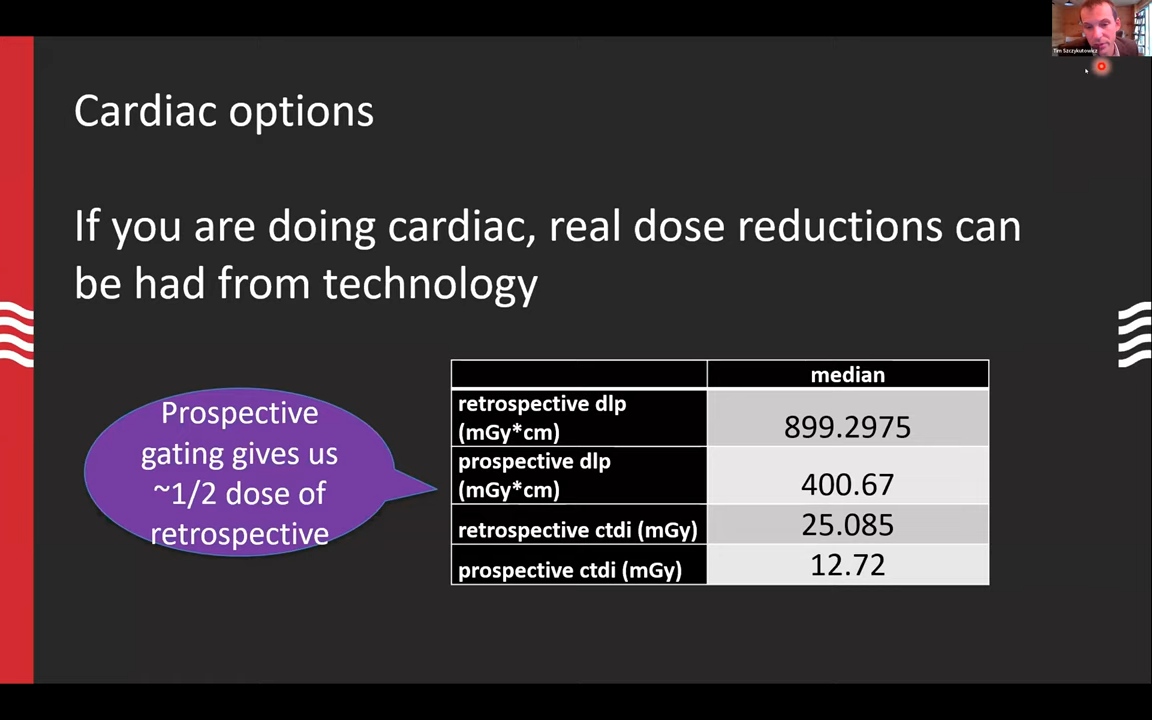 Tim Szczykutowicz
Cardiac options
If you are doing cardiac, real dose reductions can
be had from technology
Prospective
gating gives us
~1/2 dose of
retrospective
median
retrospective dlp
(mGy*cm)
899.2975
prospective dlp
(mGy*cm)
400.67
retrospective ctdi (mGy)
25.085
prospective ctdi (mGy)
12.72